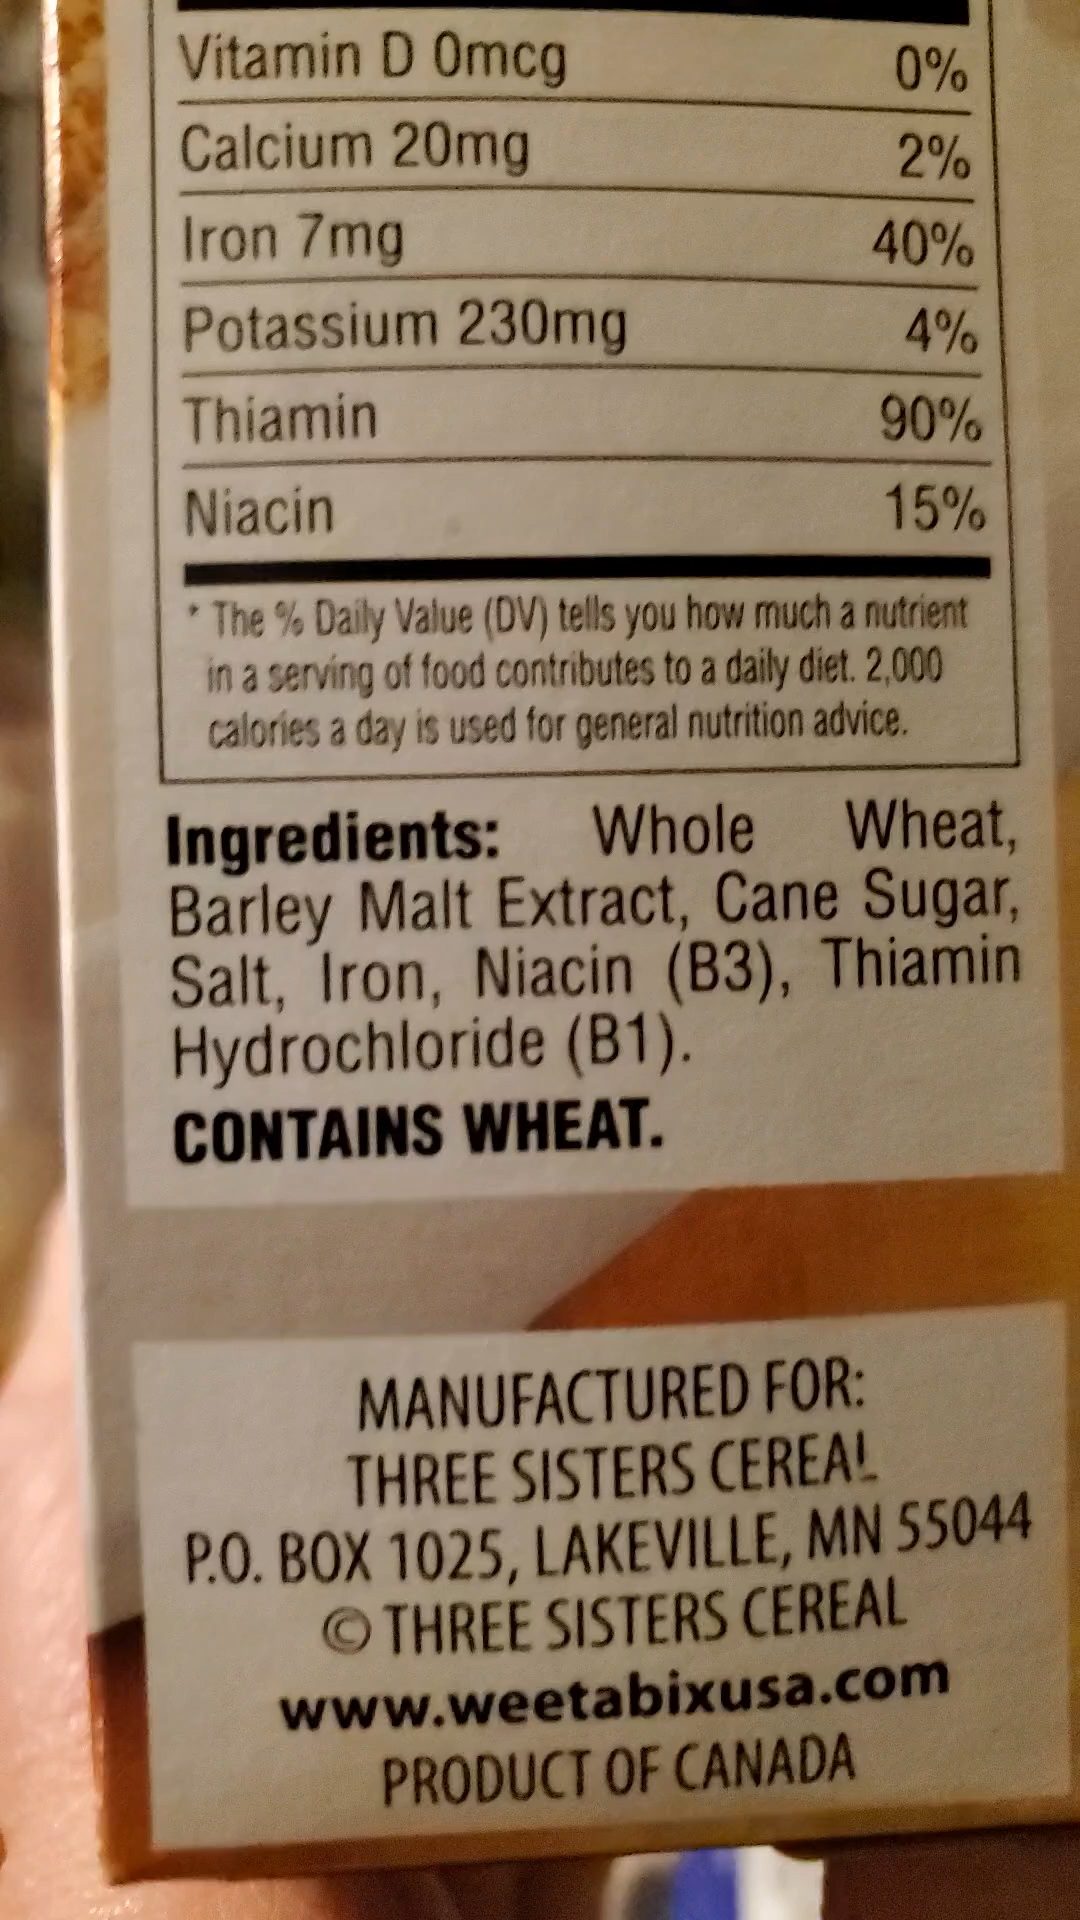 Vitamin D 0mcg 0%
Calcium 20mg 2%
Iron 7mg 40%
Potassium 230mg 4%
Thiamin 90%
Niacin 15%
* The % Daily Value (DV) tells you how much a nutrient
in a serving of food contributes to a daily diet. 2,000
calories a day is used for general nutrition advice.
Ingredients: Whole Wheat,
Barley Malt Extract, Cane Sugar,
Salt, Iron, Niacin (B3), Thiamin
Hydrochloride (B1).
CONTAINS WHEAT.
MANUFACTURED FOR:
THREE SISTERS CEREAL
P.O. BOX 1025, LAKEVILLE, MN 55044
© THREE SISTERS CEREAL
www.weetabixusa.com
PRODUCT OF CANADA